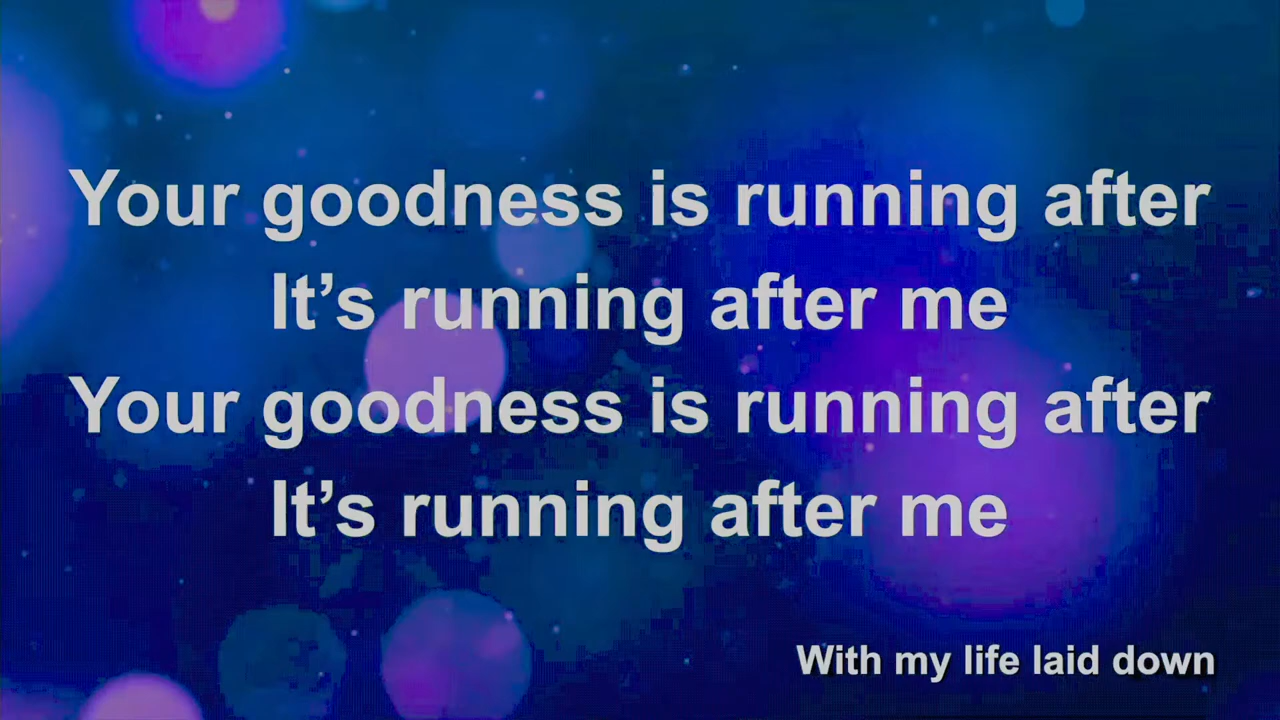 Your goodness is running after
It’s running after me
Your goodness is running after
It’s running after me
With my life laid down